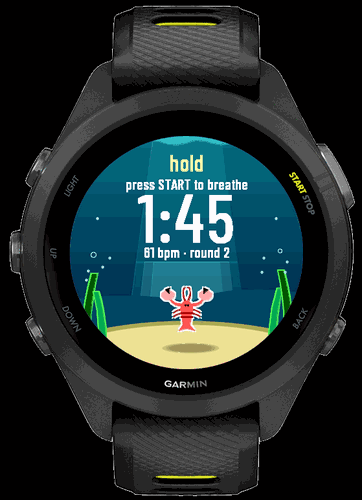 hold
press START to breathe
1:45
61 bpm · round 2
LIGHT
START STOP
UP
DOWN
BACK
GARMIN